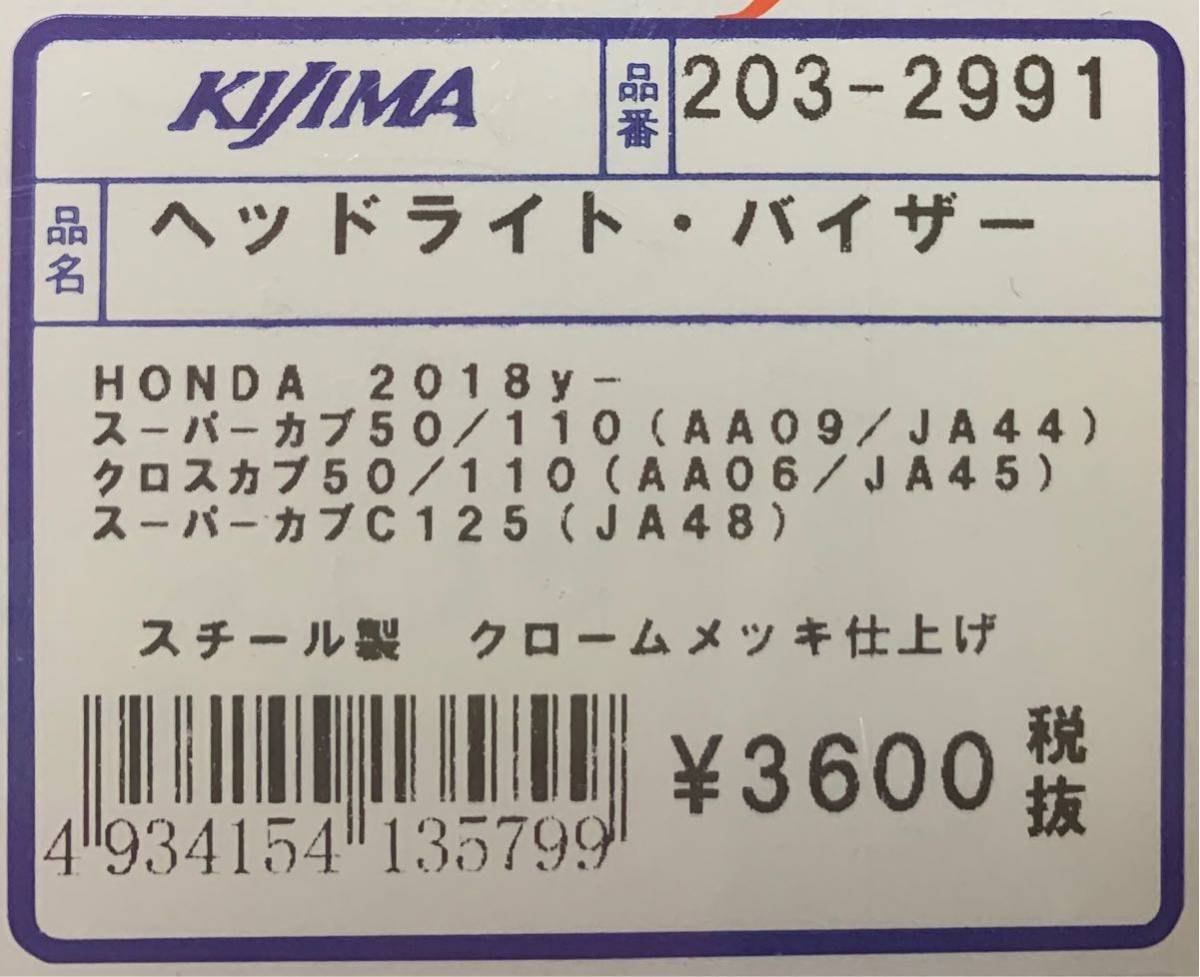 KIJIMA
品番
203-2991
品名
ヘッドライト・バイザー
HONDA　2018y-
スーパーカブ50/110(AA09/JA44)
クロスカブ50/110(AA06/JA45)
スーパーカブC125(JA48)
スチール製　クロームメッキ仕上げ
¥3600 税抜
4934154135799